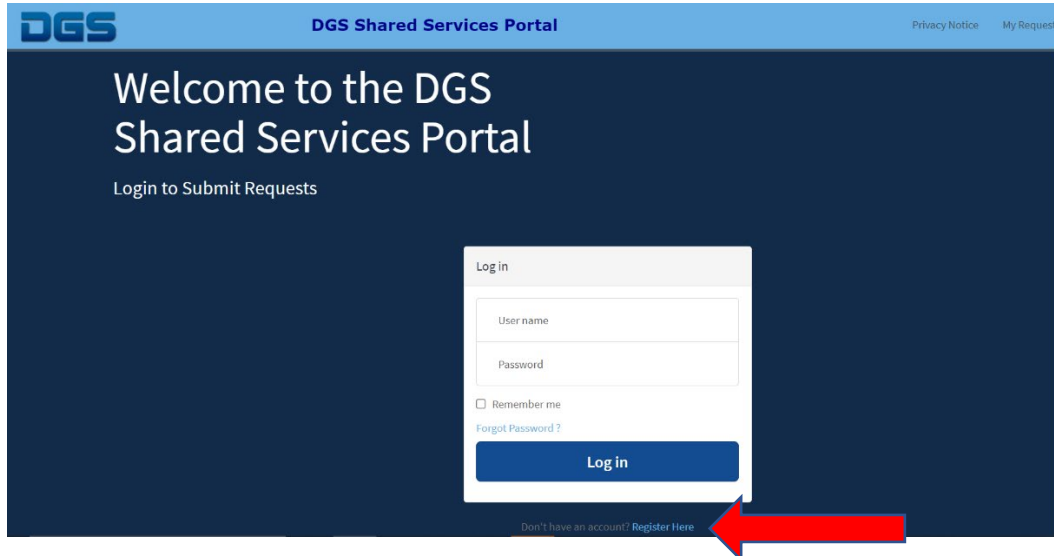 DGS
DGS Shared Services Portal
Privacy Notice
My Request
Welcome to the DGS
Shared Services Portal
Login to Submit Requests
Log in
User name
Password
Remember me
Forgot Password ?
Log in
Don't have an account? Register Here